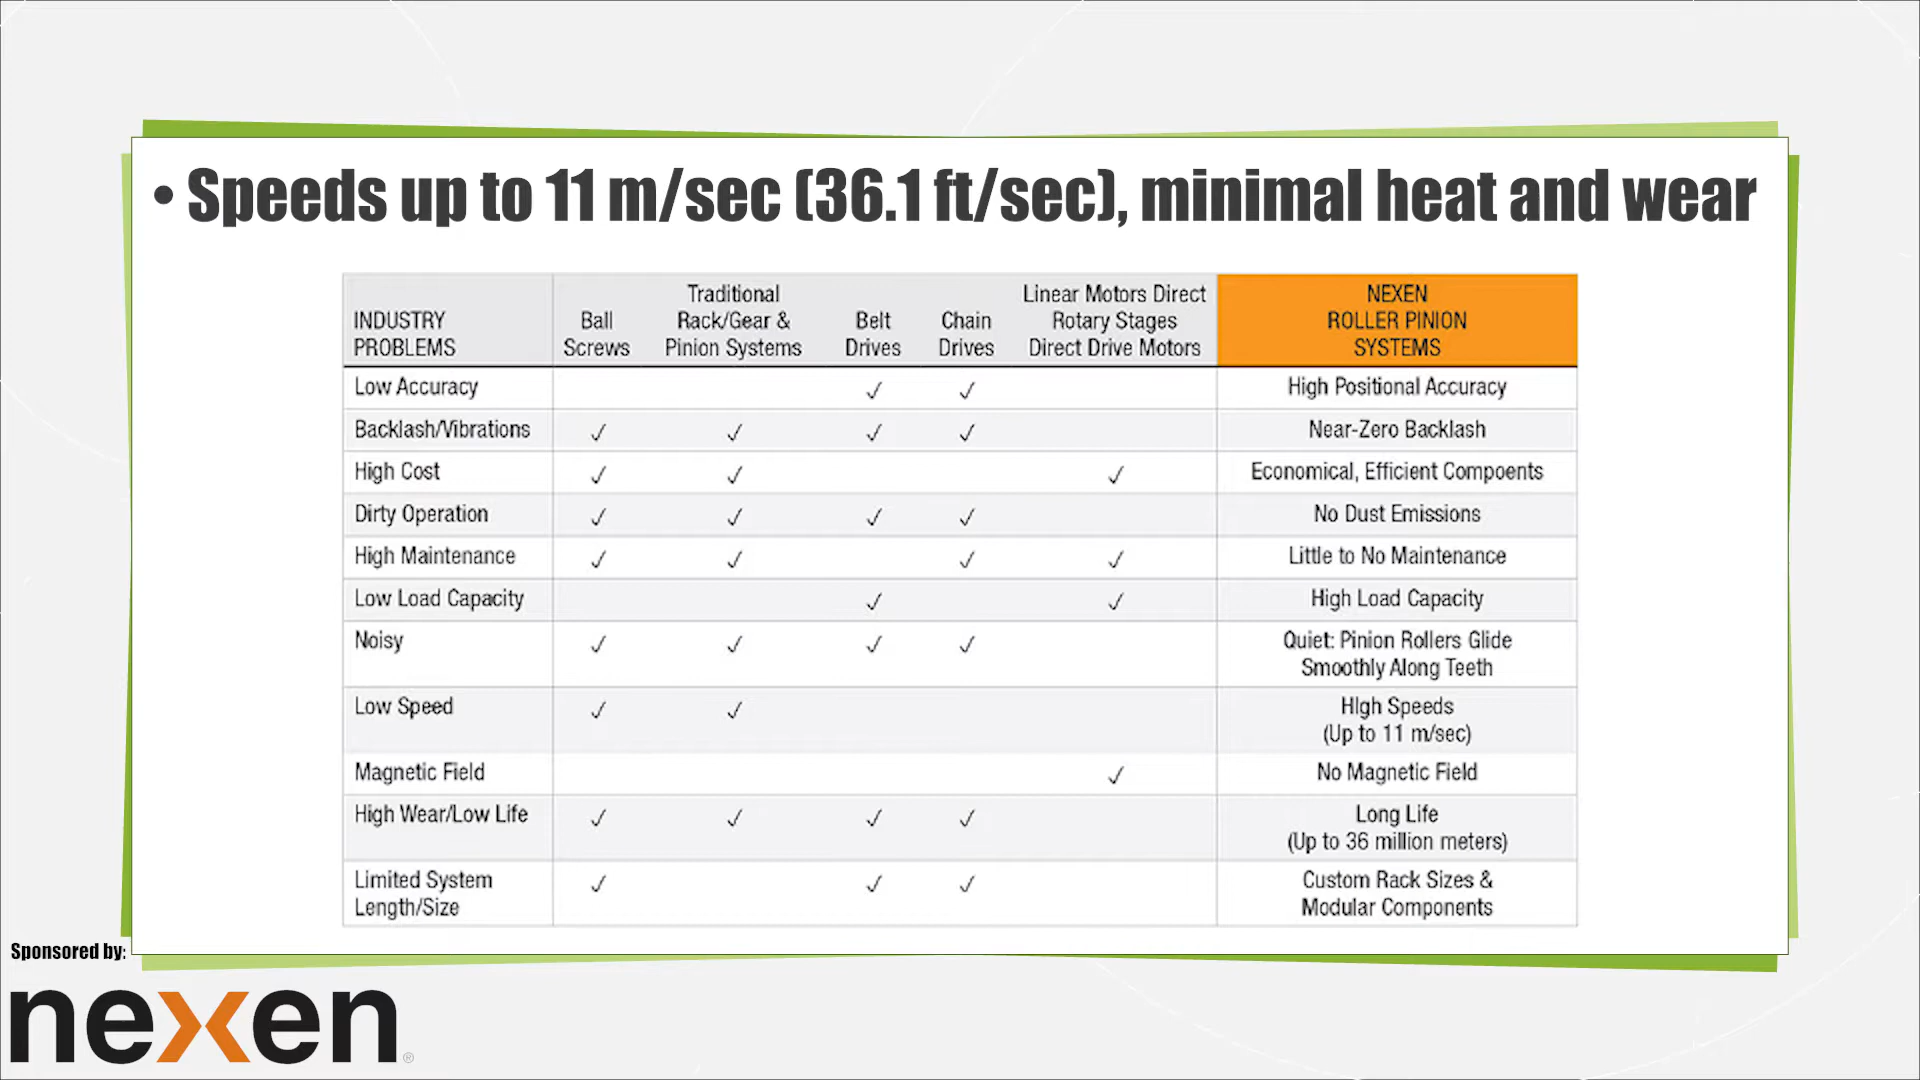 • Speeds up to 11 m/sec (36.1 ft/sec), minimal heat and wear
INDUSTRY PROBLEMS | Ball Screws | Traditional Rack/Gear & Pinion Systems | Belt Drives | Chain Drives | Linear Motors Direct Rotary Stages Direct Drive Motors | NEXEN ROLLER PINION SYSTEMS
Low Accuracy | | | ✓ | ✓ | | High Positional Accuracy
Backlash/Vibrations | ✓ | ✓ | ✓ | ✓ | | Near-Zero Backlash
High Cost | ✓ | ✓ | | | ✓ | Economical, Efficient Compoents
Dirty Operation | ✓ | ✓ | ✓ | ✓ | | No Dust Emissions
High Maintenance | ✓ | ✓ | | ✓ | ✓ | Little to No Maintenance
Low Load Capacity | | | ✓ | | ✓ | High Load Capacity
Noisy | ✓ | ✓ | ✓ | ✓ | | Quiet: Pinion Rollers Glide Smoothly Along Teeth
Low Speed | ✓ | ✓ | | | | HIgh Speeds (Up to 11 m/sec)
Magnetic Field | | | | | ✓ | No Magnetic Field
High Wear/Low Life | ✓ | ✓ | ✓ | ✓ | | Long Life (Up to 36 million meters)
Limited System Length/Size | ✓ | | ✓ | ✓ | | Custom Rack Sizes & Modular Components
Sponsored by:
nexen®